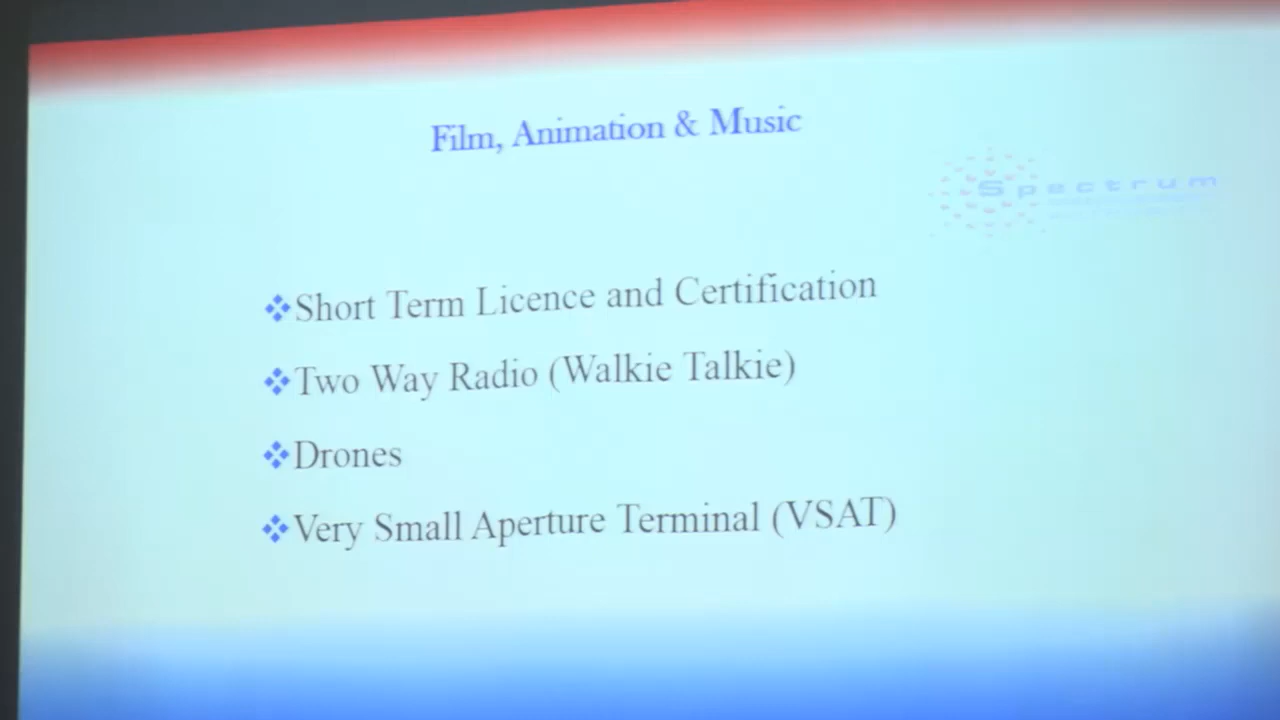 Film, Animation & Music
Spectrum
Short Term Licence and Certification
Two Way Radio (Walkie Talkie)
Drones
Very Small Aperture Terminal (VSAT)